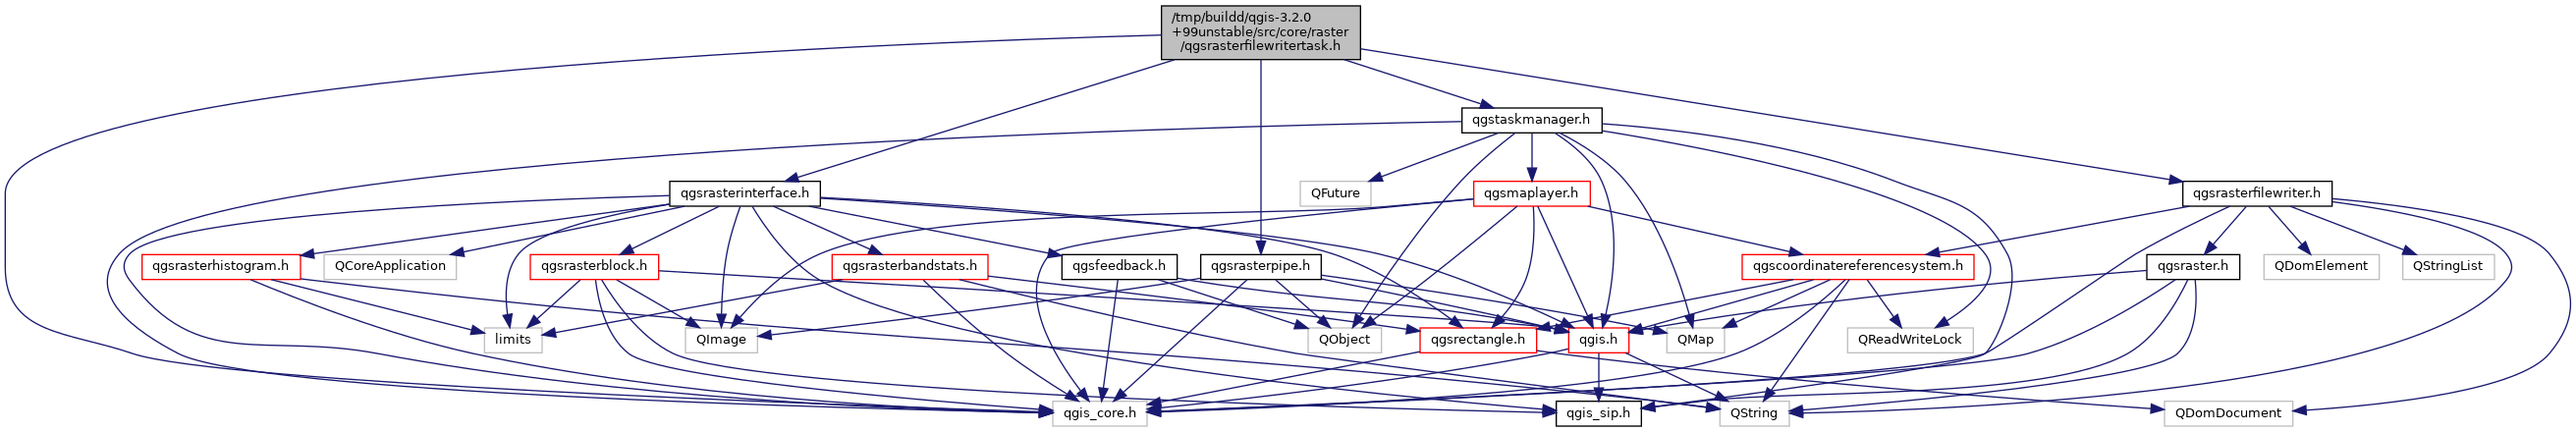 /tmp/buildd/qgis-3.2.0
+99unstable/src/core/raster
/qgsrasterfilewritertask.h
qgstaskmanager.h
qgsrasterinterface.h
QFuture
qgsmaplayer.h
qgsrasterfilewriter.h
qgsrasterhistogram.h
QCoreApplication
qgsrasterblock.h
qgsrasterbandstats.h
qgsfeedback.h
qgsrasterpipe.h
qgscoordinatereferencesystem.h
qgsraster.h
QDomElement
QStringList
limits
QImage
QObject
qgsrectangle.h
qgis.h
QMap
QReadWriteLock
qgis_core.h
qgis_sip.h
QString
QDomDocument